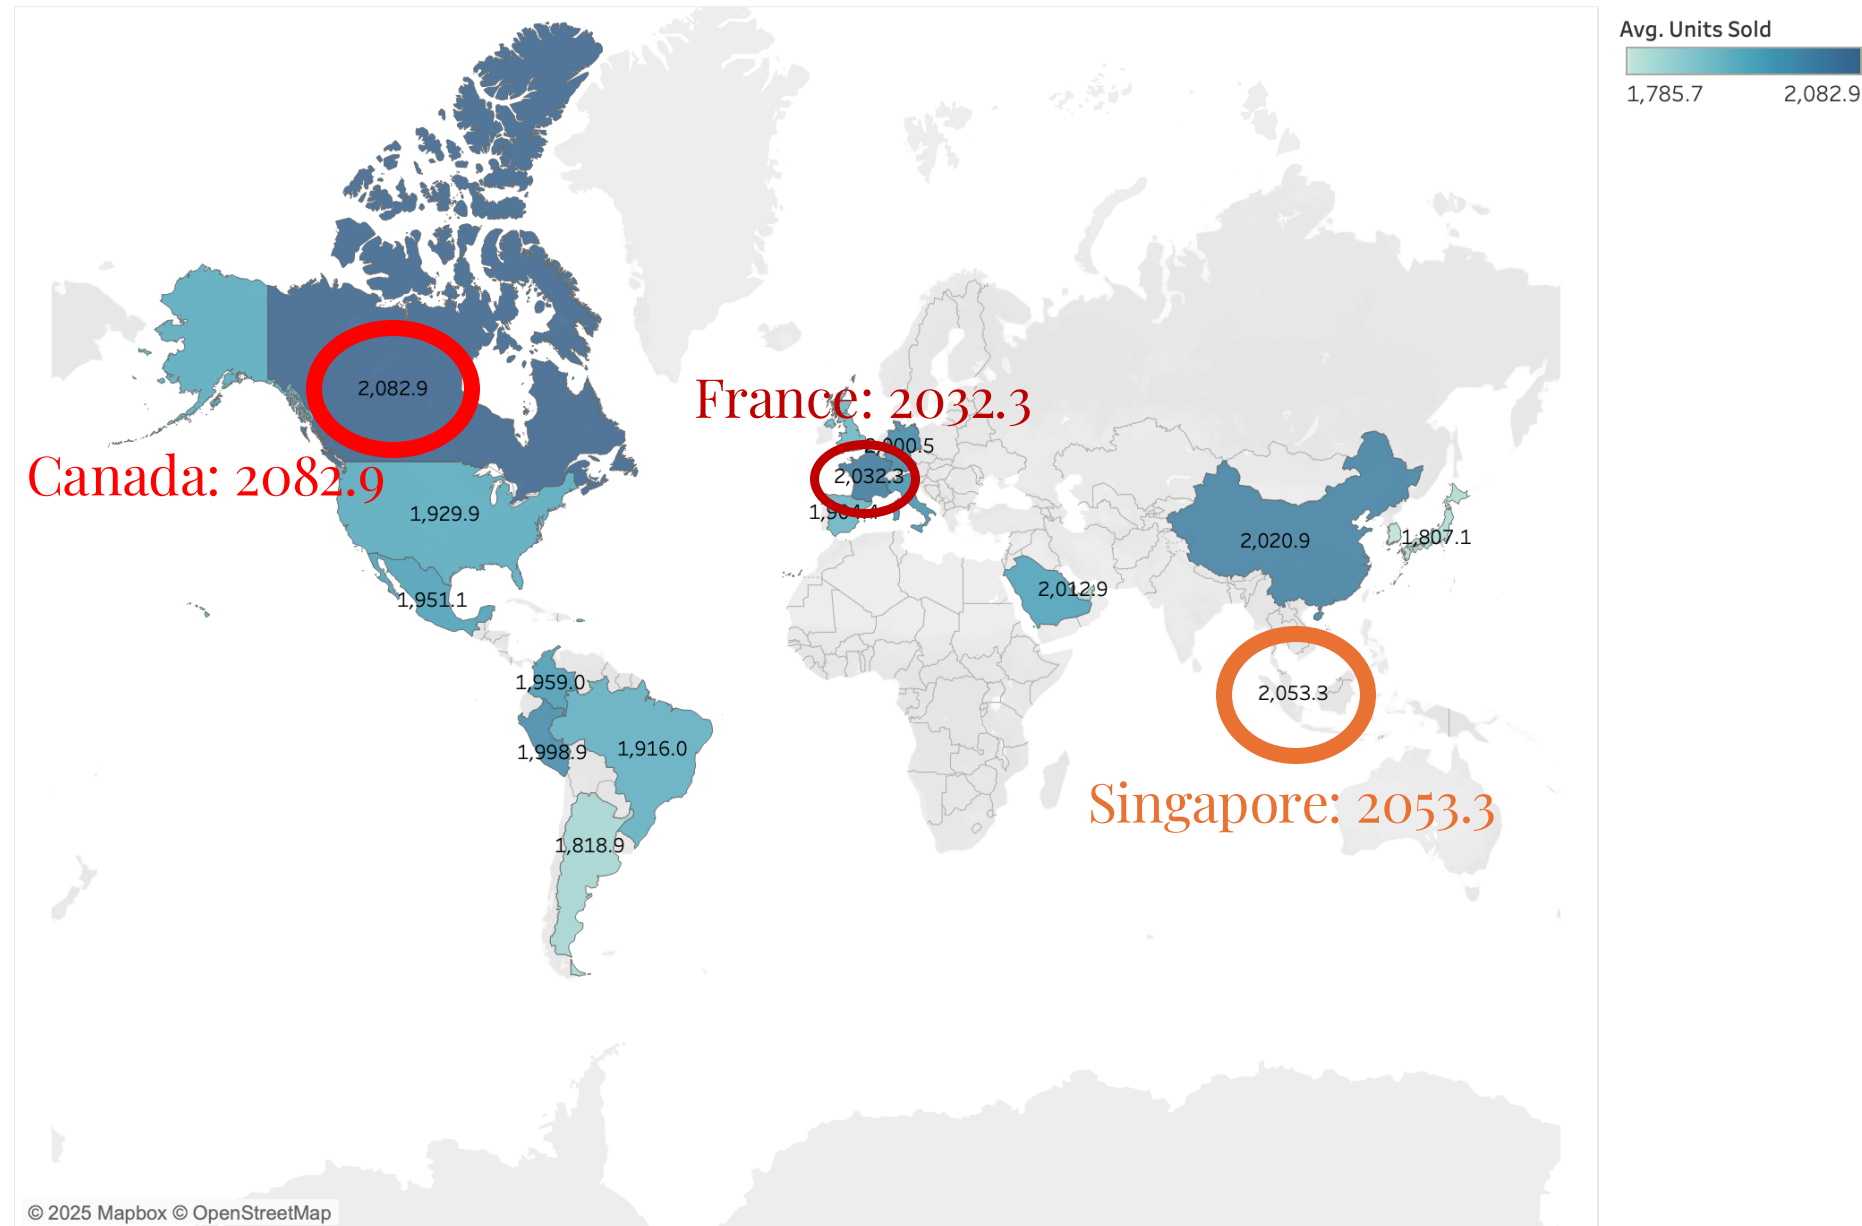 Avg. Units Sold
1,785.7 2,082.9
2,082.9
France: 2032.3
2,000.5
Canada: 2082.9
2,032.3
1,929.9
2,020.9
1,807.1
2,012.9
1,951.1
1,959.0
2,053.3
1,998.9
1,916.0
Singapore: 2053.3
1,818.9
© 2025 Mapbox © OpenStreetMap